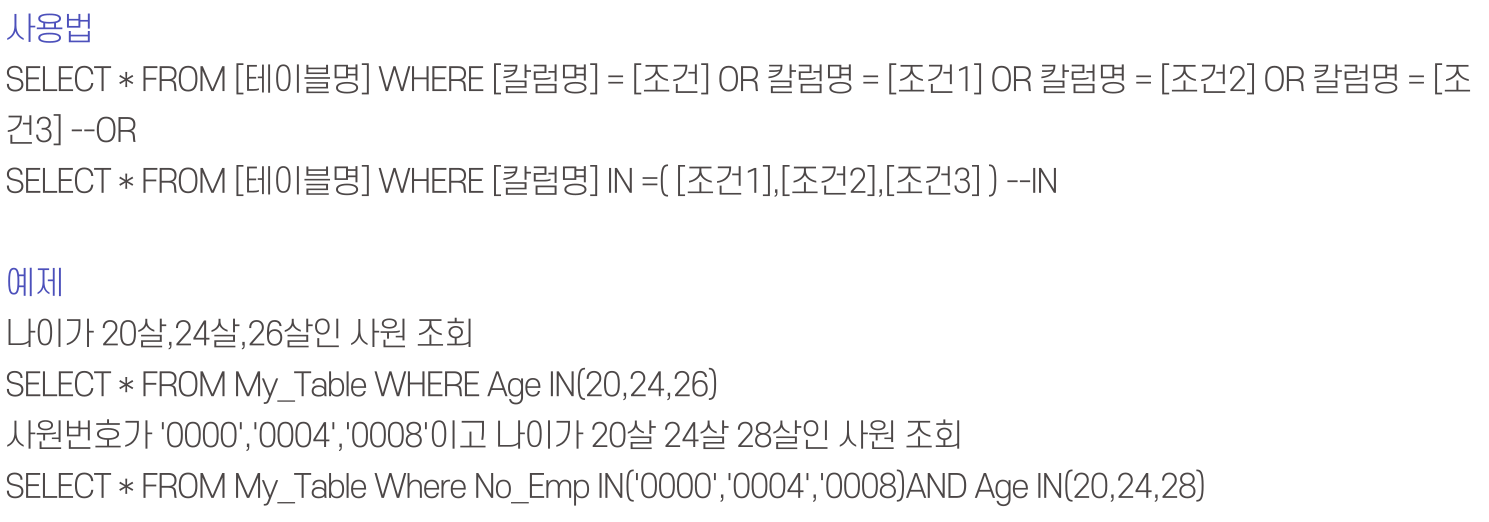 사용법
SELECT * FROM [테이블명] WHERE [칼럼명] = [조건] OR 칼럼명 = [조건1] OR 칼럼명 = [조건2] OR 칼럼명 = [조
건3] --OR
SELECT * FROM [테이블명] WHERE [칼럼명] IN =( [조건1],[조건2],[조건3] ) --IN
예제
나이가 20살,24살,26살인 사원 조회
SELECT * FROM My_Table WHERE Age IN(20,24,26)
사원번호가 '0000','0004','0008'이고 나이가 20살 24살 28살인 사원 조회
SELECT * FROM My_Table Where No_Emp IN('0000','0004','0008)AND Age IN(20,24,28)